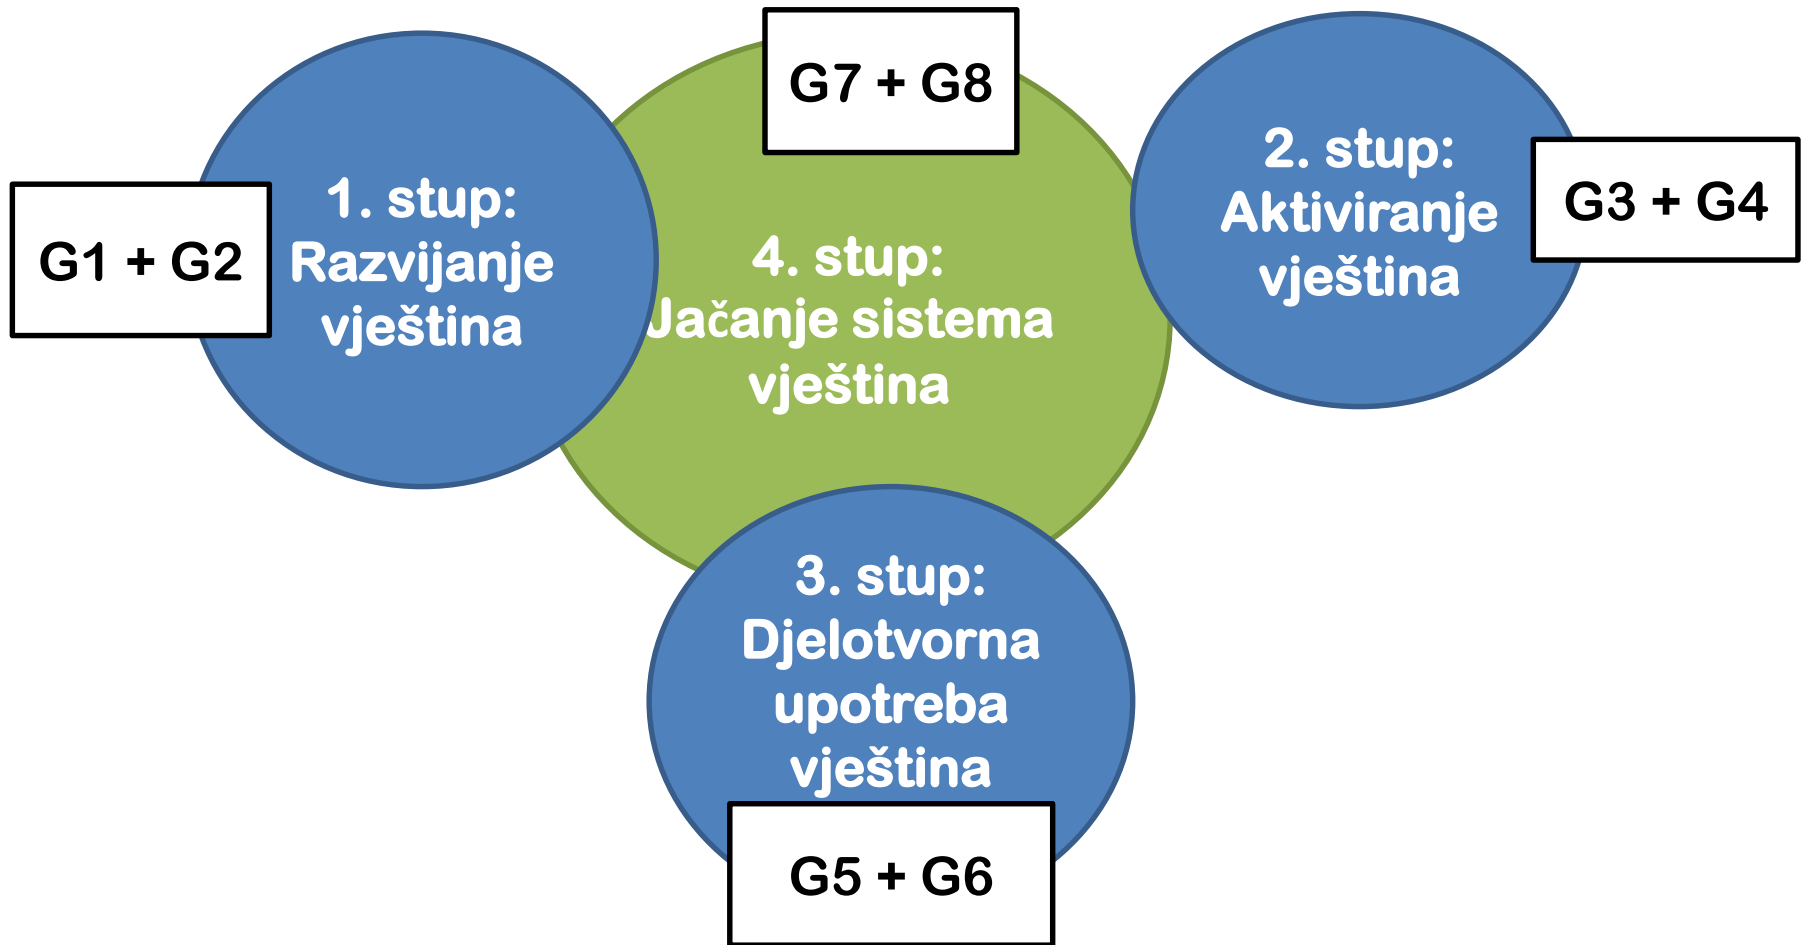 G1 + G2
1. stup:
Razvijanje
vještina
G7 + G8
4. stup:
Jačanje sistema
vještina
2. stup:
Aktiviranje
vještina
G3 + G4
3. stup:
Djelotvorna
upotreba
vještina
G5 + G6